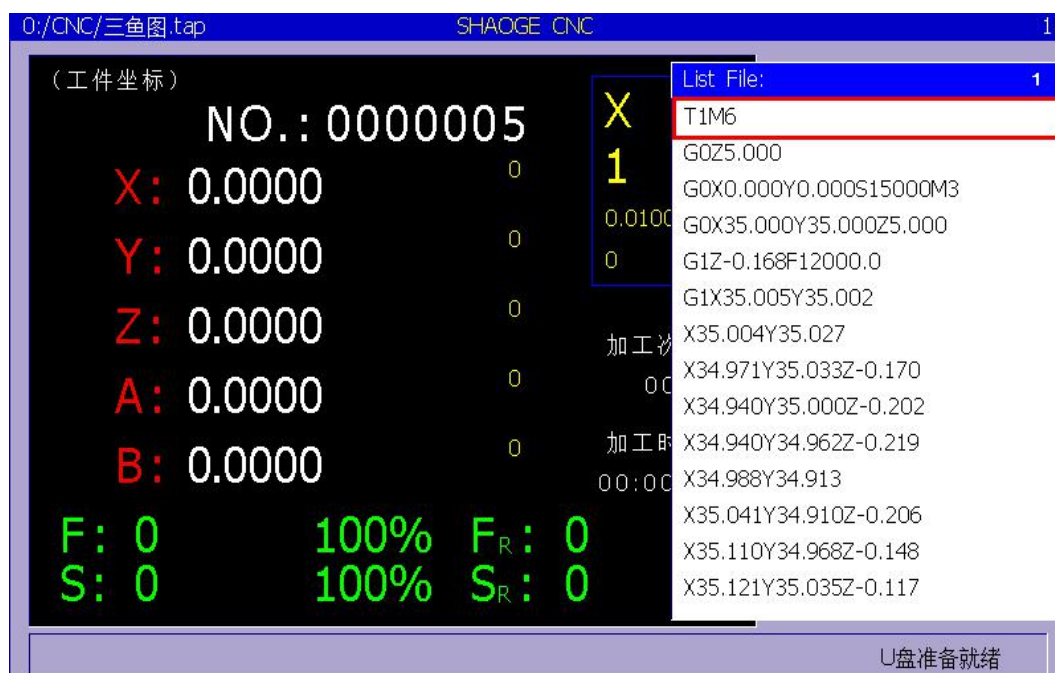 0:/CNC/三鱼图.tap SHAOGE CNC 1
(工件坐标)
NO.: 0000005
X: 0.0000 0
Y: 0.0000 0
Z: 0.0000 0
A: 0.0000 0
B: 0.0000 0
F: 0 100% FR: 0
S: 0 100% SR: 0
X
1
0.0100
0
加工次
00
加工时
00:00
List File: 1
T1M6
G0Z5.000
G0X0.000Y0.000S15000M3
G0X35.000Y35.000Z5.000
G1Z-0.168F12000.0
G1X35.005Y35.002
X35.004Y35.027
X34.971Y35.033Z-0.170
X34.940Y35.000Z-0.202
X34.940Y34.962Z-0.219
X34.988Y34.913
X35.041Y34.910Z-0.206
X35.110Y34.968Z-0.148
X35.121Y35.035Z-0.117
U盘准备就绪